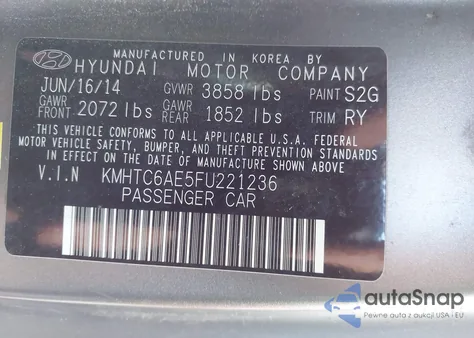 MANUFACTURED IN KOREA BY
HYUNDAI MOTOR COMPANY
JUN/16/14 GVWR 3858 lbs PAINT S2G
GAWR FRONT 2072 lbs GAWR REAR 1852 lbs TRIM RY
THIS VEHICLE CONFORMS TO ALL APPLICABLE U.S.A. FEDERAL
MOTOR VEHICLE SAFETY, BUMPER, AND THEFT PREVENTION STANDARDS
IN EFFECT ON THE DATE OF MANUFACTURE SHOWN ABOVE.
V.I.N KMHTC6AE5FU221236
PASSENGER CAR
autoSnap
Pewne auta z aukcji USA - EU